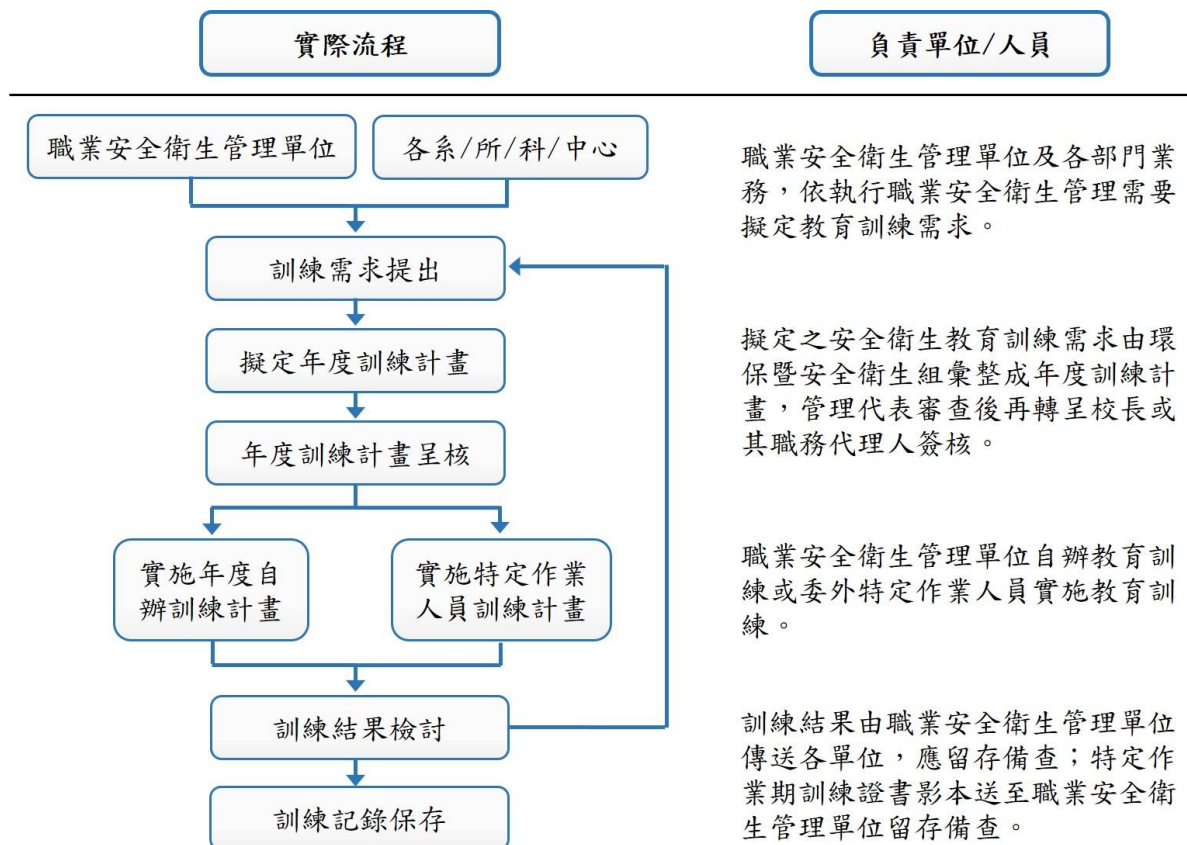 實際流程
負責單位/人員
職業安全衛生管理單位
各系/所/科/中心
職業安全衛生管理單位及各部門業
務，依執行職業安全衛生管理需要
擬定教育訓練需求。
訓練需求提出
擬定年度訓練計畫
擬定之安全衛生教育訓練需求由環
保暨安全衛生組彙整成年度訓練計
畫，管理代表審查後再轉呈校長或
其職務代理人簽核。
年度訓練計畫呈核
實施年度自
辦訓練計畫
實施特定作業
人員訓練計畫
職業安全衛生管理單位自辦教育訓
練或委外特定作業人員實施教育訓
練。
訓練結果檢討
訓練結果由職業安全衛生管理單位
傳送各單位，應留存備查；特定作
業期訓練證書影本送至職業安全衛
生管理單位留存備查。
訓練記錄保存